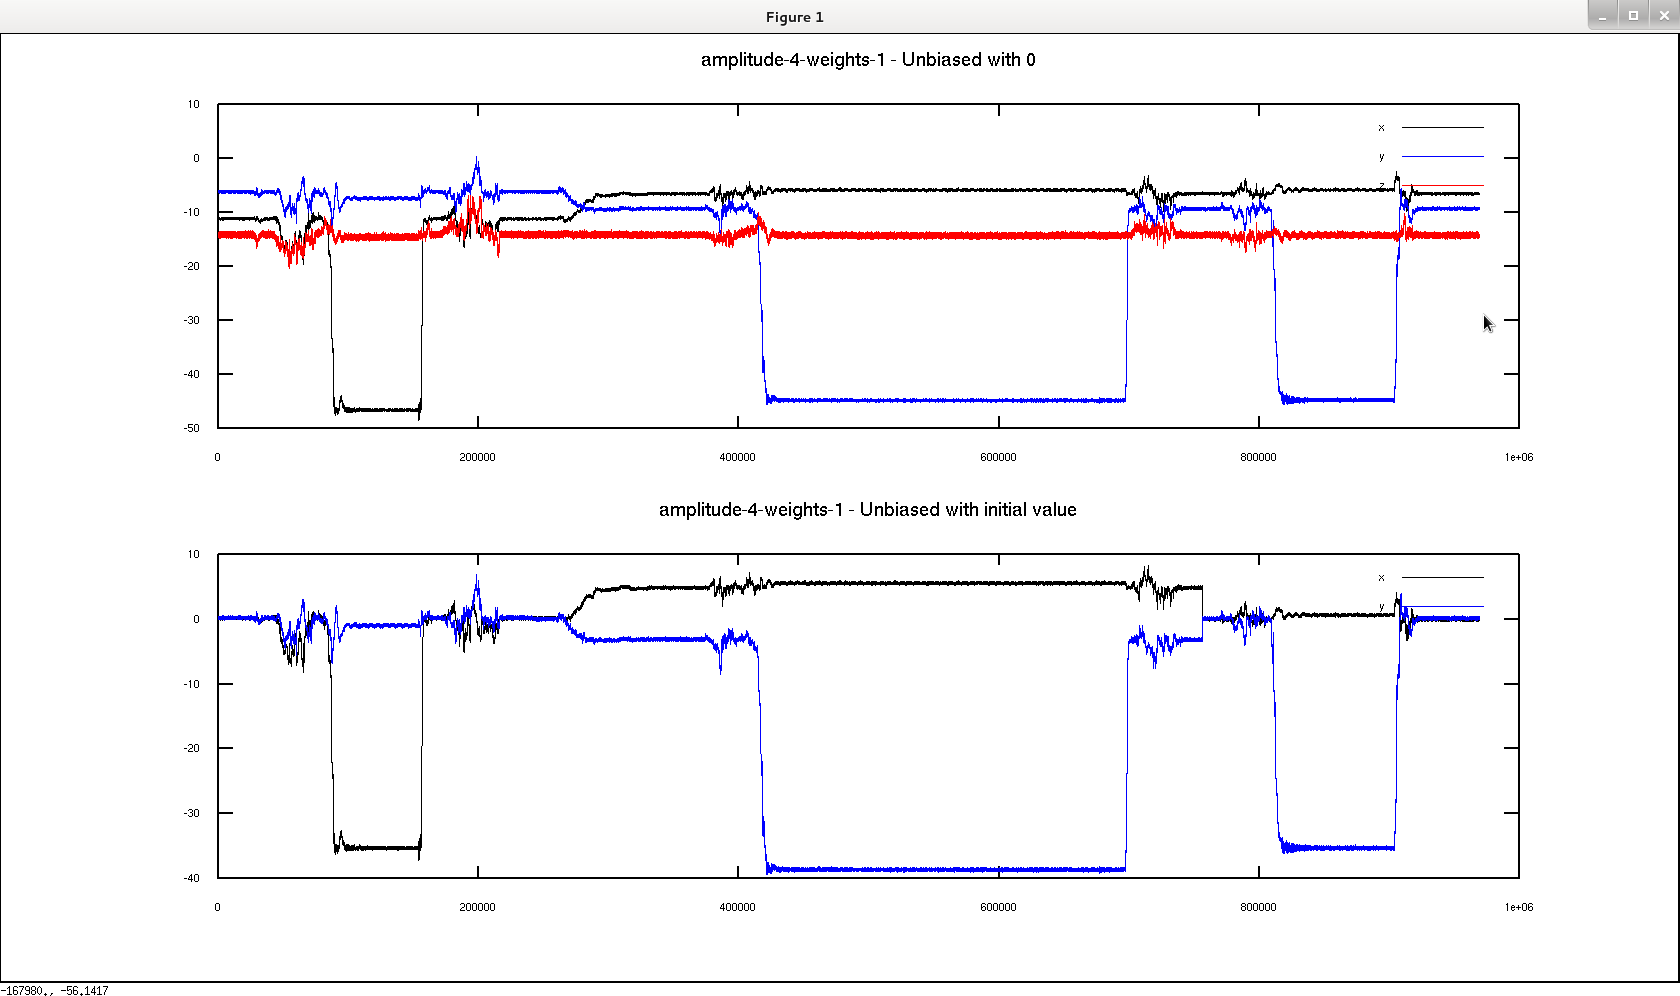 Figure 1
amplitude-4-weights-1 - Unbiased with 0
10
x
0
y
z
-10
-20
-30
-40
-50
0 200000 400000 600000 800000 1e+06
amplitude-4-weights-1 - Unbiased with initial value
10
x
y
0
-10
-20
-30
-40
0 200000 400000 600000 800000 1e+06
-167980., -56.1417